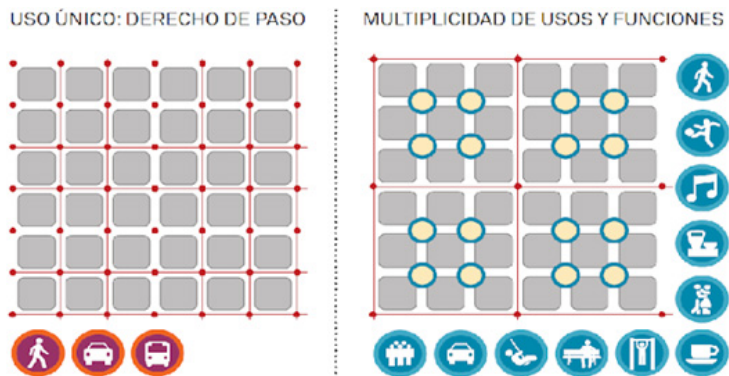 USO ÚNICO: DERECHO DE PASO
MULTIPLICIDAD DE USOS Y FUNCIONES